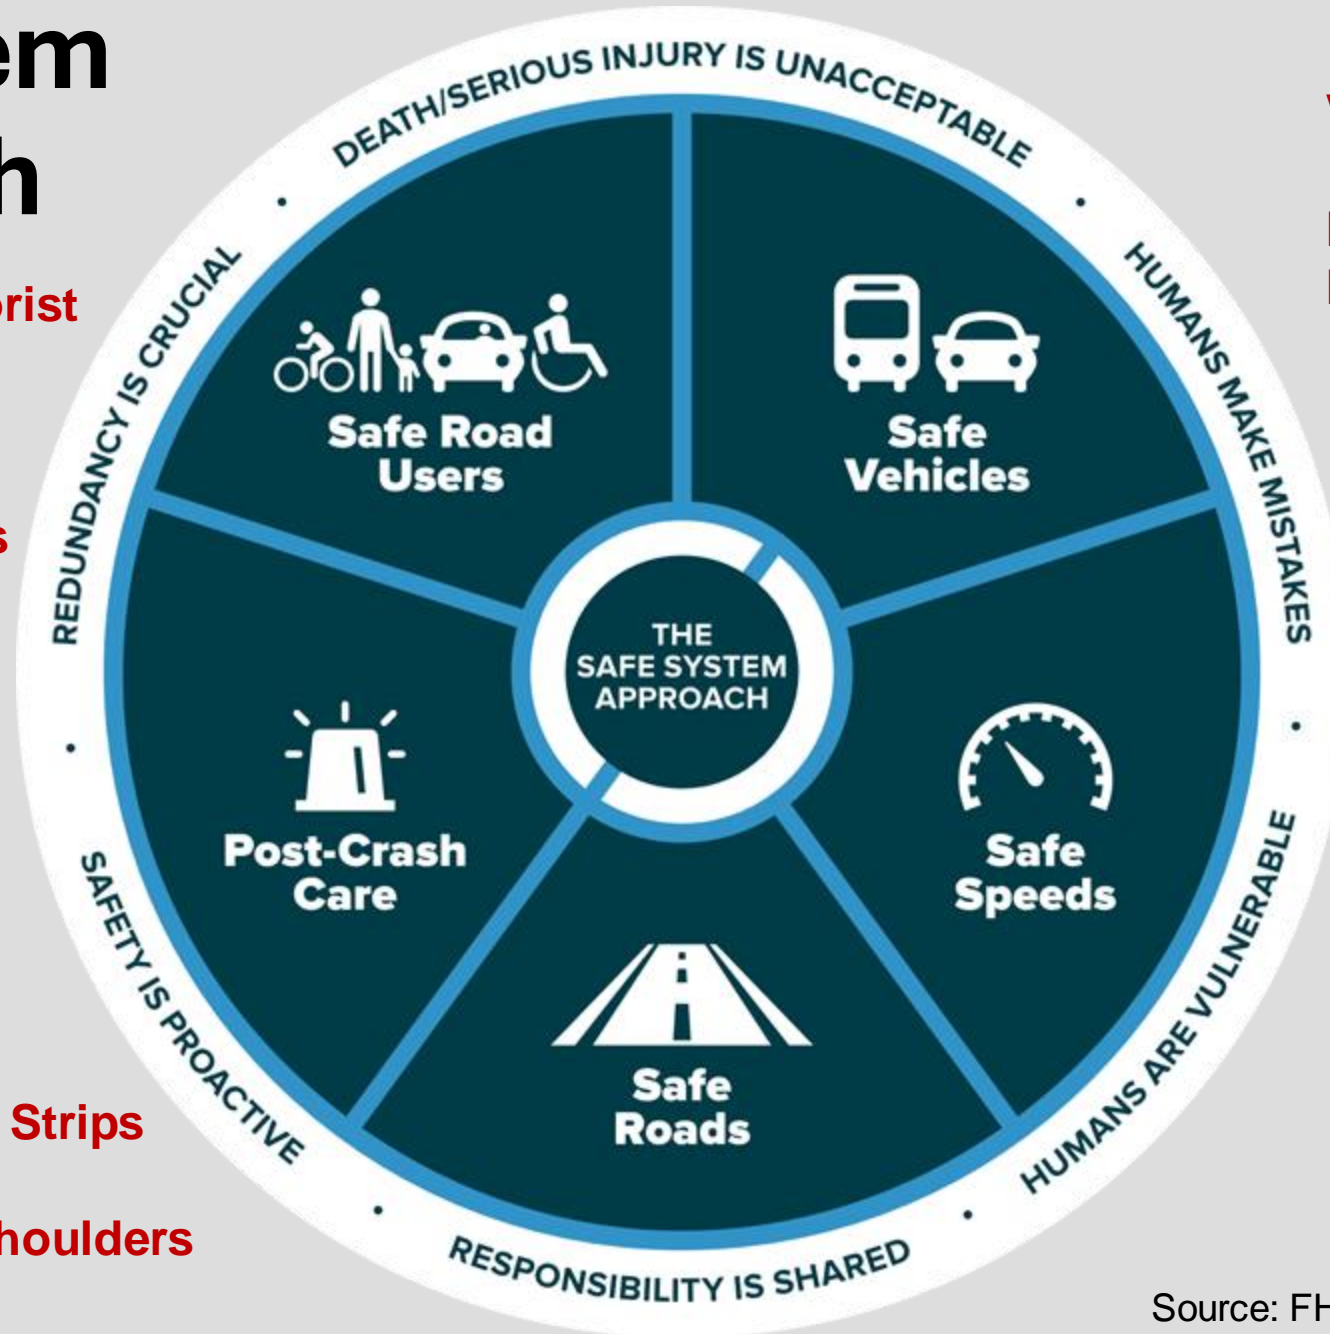 em
h
orist
s
Strips
houlders
DEATH/SERIOUS INJURY IS UNACCEPTABLE
HUMANS MAKE MISTAKES
HUMANS ARE VULNERABLE
RESPONSIBILITY IS SHARED
SAFETY IS PROACTIVE
REDUNDANCY IS CRUCIAL
Safe Road
Users
Safe
Vehicles
THE
SAFE SYSTEM
APPROACH
Post-Crash
Care
Safe
Speeds
Safe
Roads
Source: FH